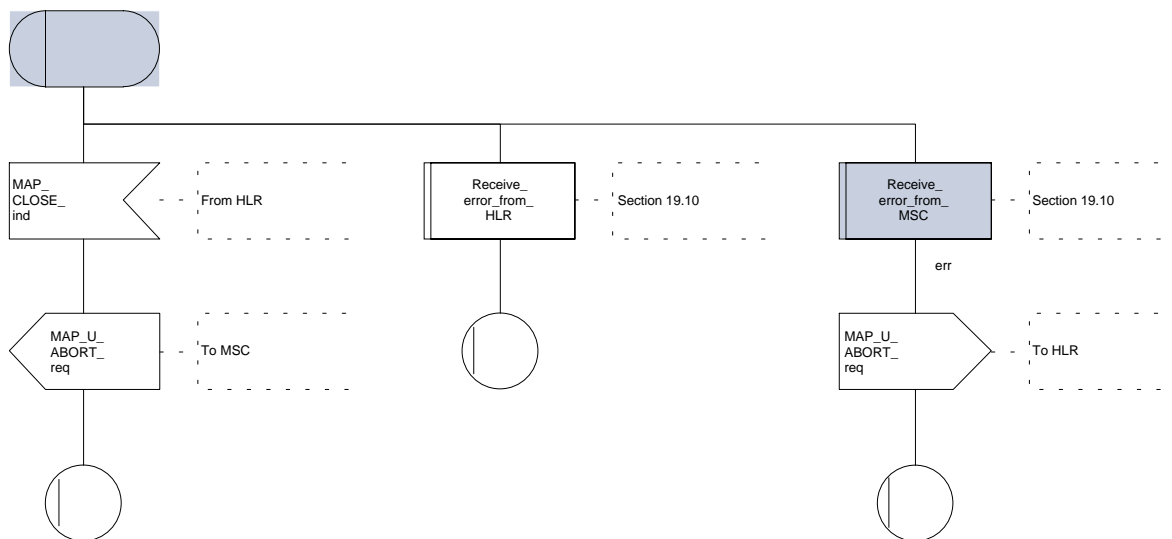 MAP_
CLOSE_
ind
From HLR
Receive_
error_from_
HLR
Section 19.10
Receive_
error_from_
MSC
Section 19.10
err
MAP_U_
ABORT_
req
To MSC
MAP_U_
ABORT_
req
To HLR